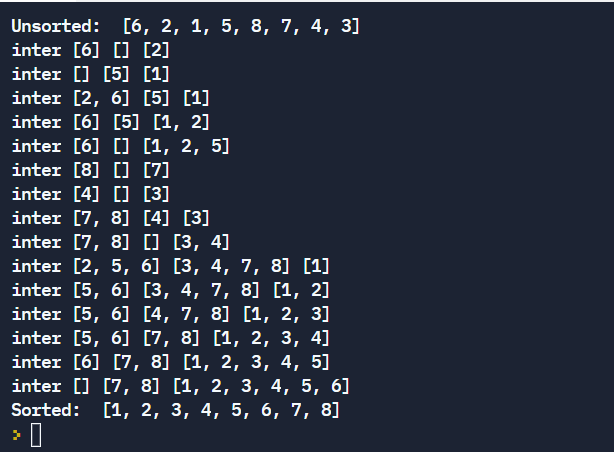 Unsorted:  [6, 2, 1, 5, 8, 7, 4, 3]
inter [6] [] [2]
inter [] [5] [1]
inter [2, 6] [5] [1]
inter [6] [5] [1, 2]
inter [6] [] [1, 2, 5]
inter [8] [] [7]
inter [4] [] [3]
inter [7, 8] [4] [3]
inter [7, 8] [] [3, 4]
inter [2, 5, 6] [3, 4, 7, 8] [1]
inter [5, 6] [3, 4, 7, 8] [1, 2]
inter [5, 6] [4, 7, 8] [1, 2, 3]
inter [5, 6] [7, 8] [1, 2, 3, 4]
inter [6] [7, 8] [1, 2, 3, 4, 5]
inter [] [7, 8] [1, 2, 3, 4, 5, 6]
Sorted:  [1, 2, 3, 4, 5, 6, 7, 8]
>